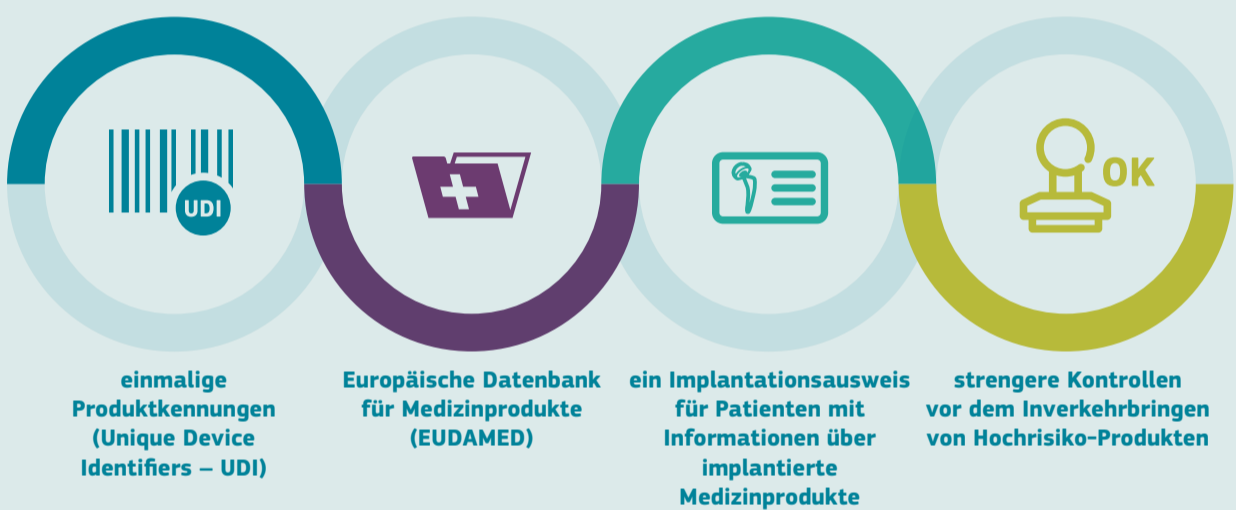 UDI
OK
einmalige
Produktkennungen
(Unique Device
Identifiers – UDI)
Europäische Datenbank
für Medizinprodukte
(EUDAMED)
ein Implantationsausweis
für Patienten mit
Informationen über
implantierte
Medizinprodukte
strengere Kontrollen
vor dem Inverkehrbringen
von Hochrisiko-Produkten